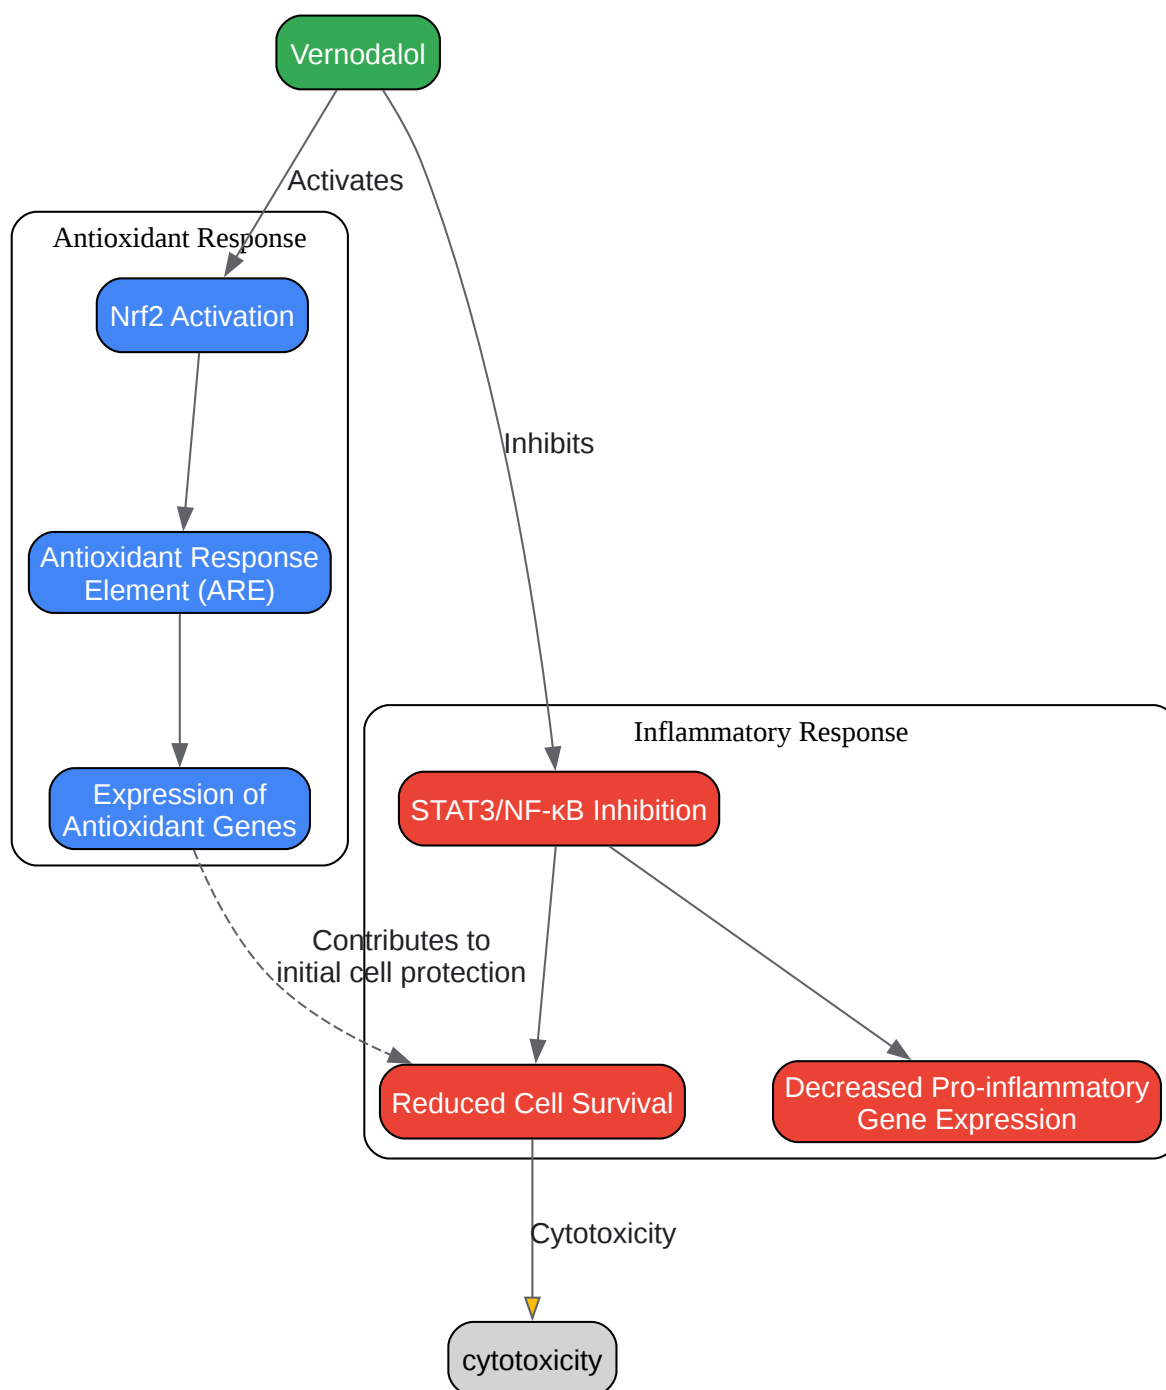 Vernodalol
Activates
Antioxidant Response
Nrf2 Activation
Inhibits
Antioxidant Response
Element (ARE)
Inflammatory Response
Expression of
Antioxidant Genes
STAT3/NF-κB Inhibition
Contributes to
initial cell protection
Reduced Cell Survival
Decreased Pro-inflammatory
Gene Expression
Cytotoxicity
cytotoxicity